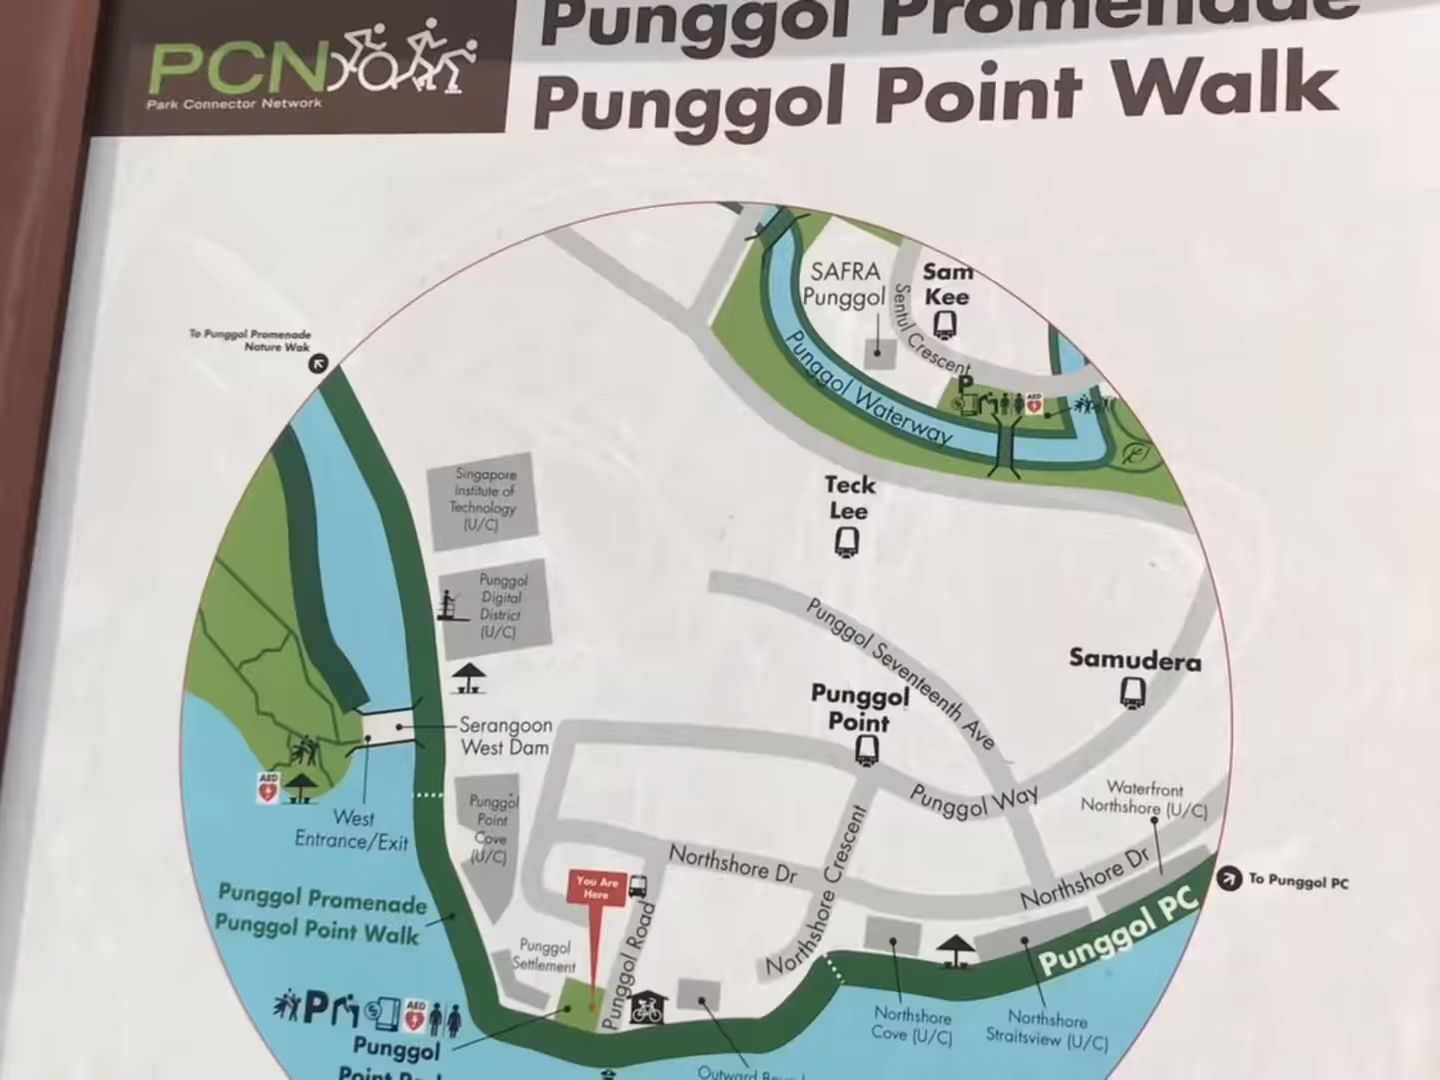 PCN
Park Connector Network
Punggol Promenade
Punggol Point Walk
To Punggol Promenade
Nature Walk
SAFRA
Punggol
Sam
Kee
Sentul Crescent
Punggol Waterway
P
AED
Singapore
Institute of
Technology
(U/C)
Teck
Lee
Punggol
Digital
District
(U/C)
Punggol Seventeenth Ave
Samudera
Punggol
Point
Serangoon
West Dam
AED
West
Entrance/Exit
Punggol
Point
Cove
(U/C)
Punggol Way
Waterfront
Northshore (U/C)
Northshore Crescent
Northshore Dr
Northshore Dr
To Punggol PC
Punggol PC
You Are
Here
Punggol Promenade
Punggol Point Walk
Punggol
Settlement
Punggol Road
P
AED
Punggol
Northshore
Cove (U/C)
Northshore
Straitsview (U/C)
Outward